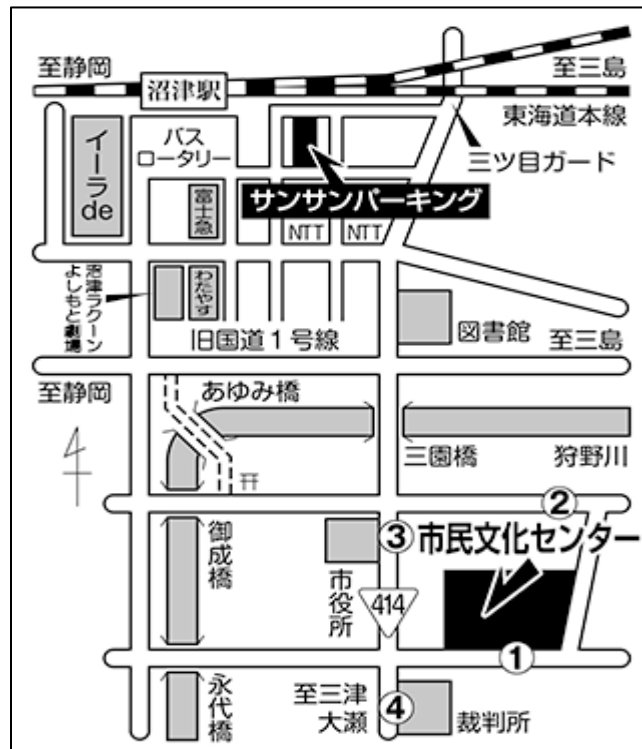 至静岡
沼津駅
至三島
東海道本線
三ツ目ガード
イーラ
de
バス
ロータリー
サンサンパーキング
富士急
NTT
NTT
沼津ラクーン
よしもと劇場
わたやす
図書館
旧国道1号線
至三島
至静岡
あゆみ橋
三園橋
狩野川
②
御成橋
③
市民文化センター
市役所
414
①
永代橋
至三津
大瀬
④
裁判所